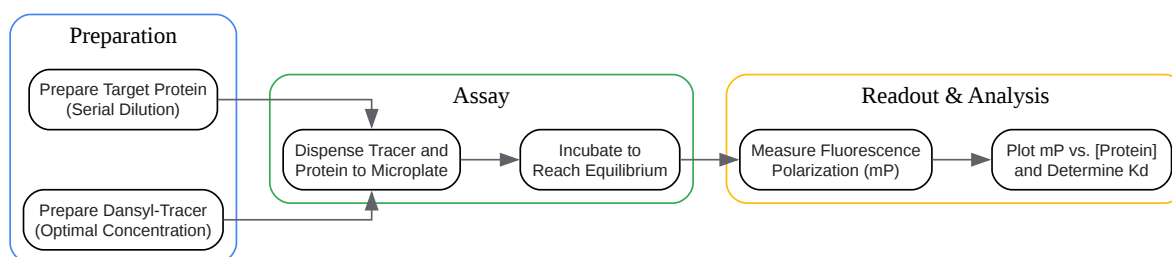 Preparation
Prepare Target Protein
(Serial Dilution)
Prepare Dansyl-Tracer
(Optimal Concentration)
Assay
Dispense Tracer and
Protein to Microplate
Incubate to
Reach Equilibrium
Readout & Analysis
Measure Fluorescence
Polarization (mP)
Plot mP vs. [Protein]
and Determine Kd